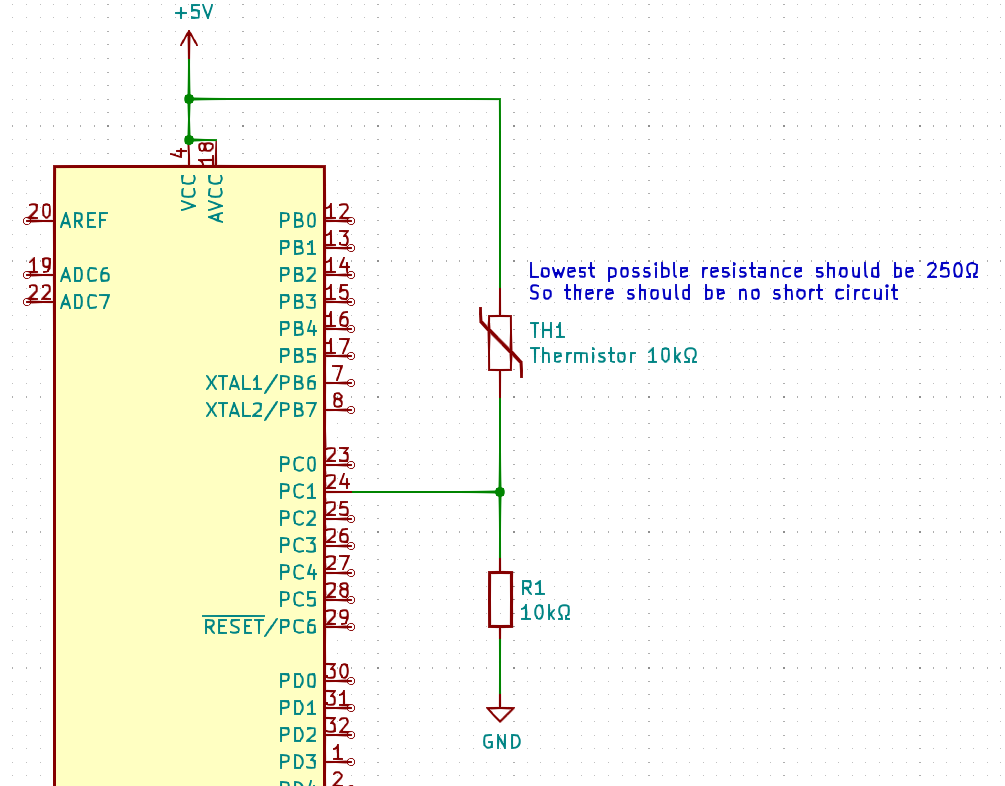 +5V
4
18
VCC
AVCC
20
AREF
19
ADC6
22
ADC7
PB0
12
PB1
13
PB2
14
PB3
15
PB4
16
PB5
17
XTAL1/PB6
7
XTAL2/PB7
8
PC0
23
PC1
24
PC2
25
PC3
26
PC4
27
PC5
28
RESET/PC6
29
PD0
30
PD1
31
PD2
32
PD3
1
PD4
2
Lowest possible resistance should be 250Ω
So there should be no short circuit
TH1
Thermistor 10kΩ
R1
10kΩ
GND